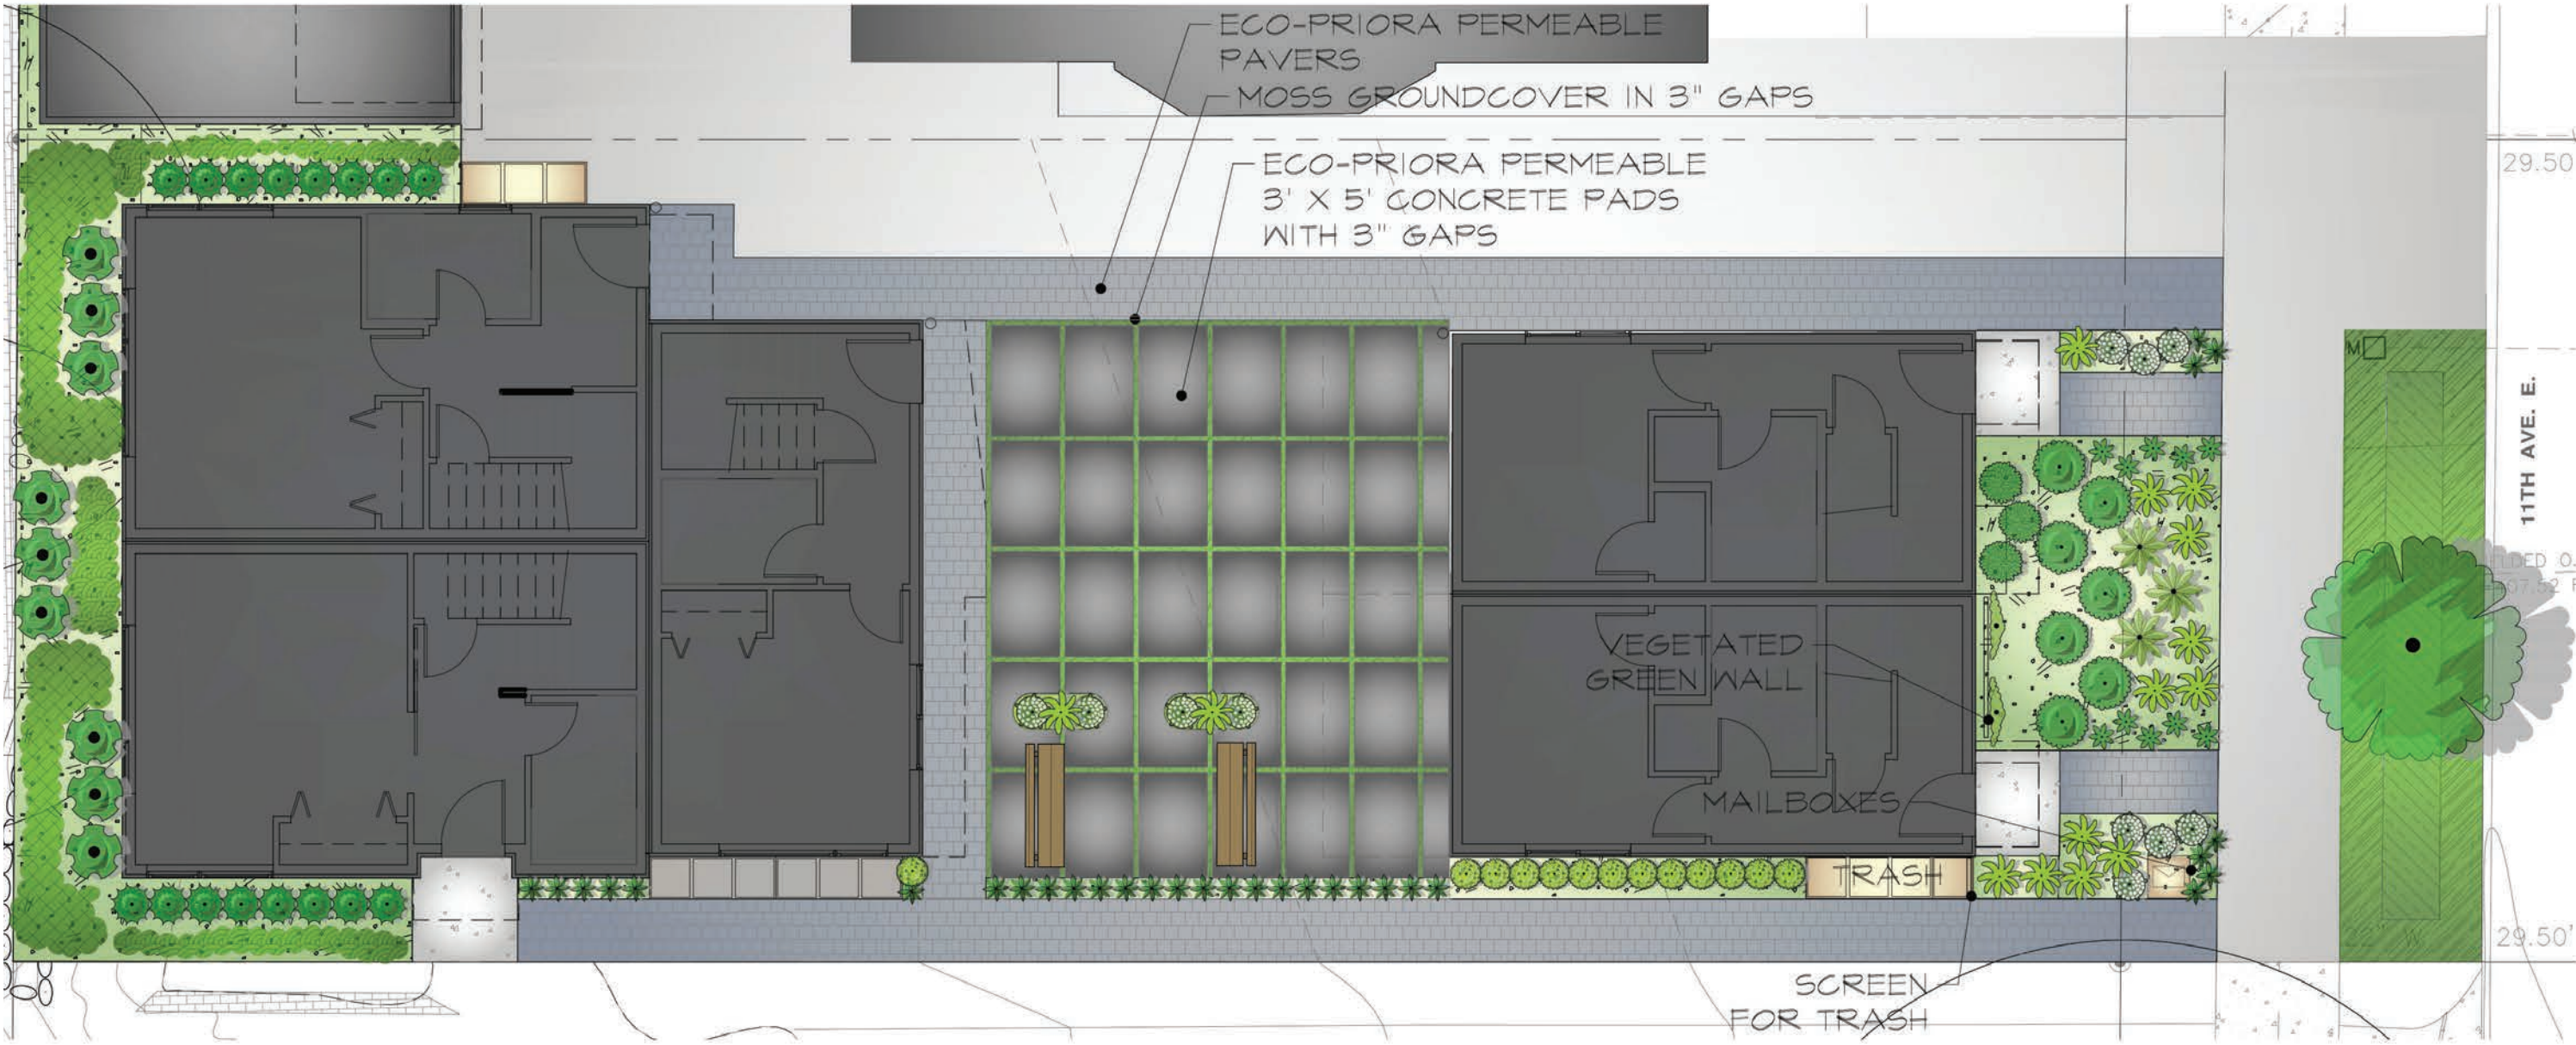 ECO-PRIORA PERMEABLE
PAVERS
MOSS GROUNDCOVER IN 3" GAPS
ECO-PRIORA PERMEABLE
3' X 5' CONCRETE PADS
WITH 3" GAPS
29.50
M
11TH AVE. E.
VEGETATED
GREEN WALL
MAILBOXES
TRASH
29.50'
SCREEN
FOR TRASH